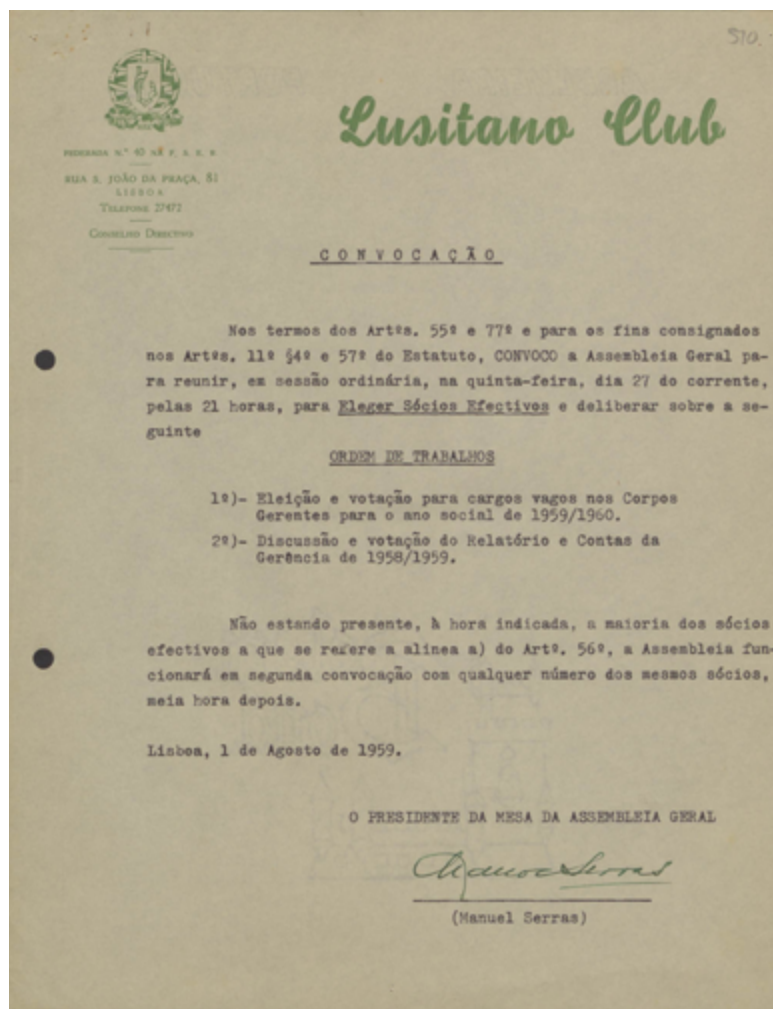 510.
Lusitano Club
FEDERADA N.º 40 NA F. S. E. R.
RUA S. JOÃO DA PRAÇA, 81
LISBOA
TELEFONE 27472
CONSELHO DIRECTIVO
CONVOCAÇÃO
Nos termos dos Artºs. 55º e 77º e para os fins consignados
nos Artºs. 11º §4º e 57º do Estatuto, CONVOCO a Assembleia Geral pa-
ra reunir, em sessão ordinária, na quinta-feira, dia 27 do corrente,
pelas 21 horas, para Eleger Sócios Efectivos e deliberar sobre a se-
guinte
ORDEM DE TRABALHOS
1º)- Eleição e votação para cargos vagos nos Corpos
Gerentes para o ano social de 1959/1960.
2º)- Discussão e votação do Relatório e Contas da
Gerência de 1958/1959.
Não estando presente, à hora indicada, a maioria dos sócios
efectivos a que se refere a alinea a) do Artº. 56º, a Assembleia fun-
cionará em segunda convocação com qualquer número dos mesmos sócios,
meia hora depois.
Lisboa, 1 de Agosto de 1959.
O PRESIDENTE DA MESA DA ASSEMBLEIA GERAL
Manuel Serras
(Manuel Serras)